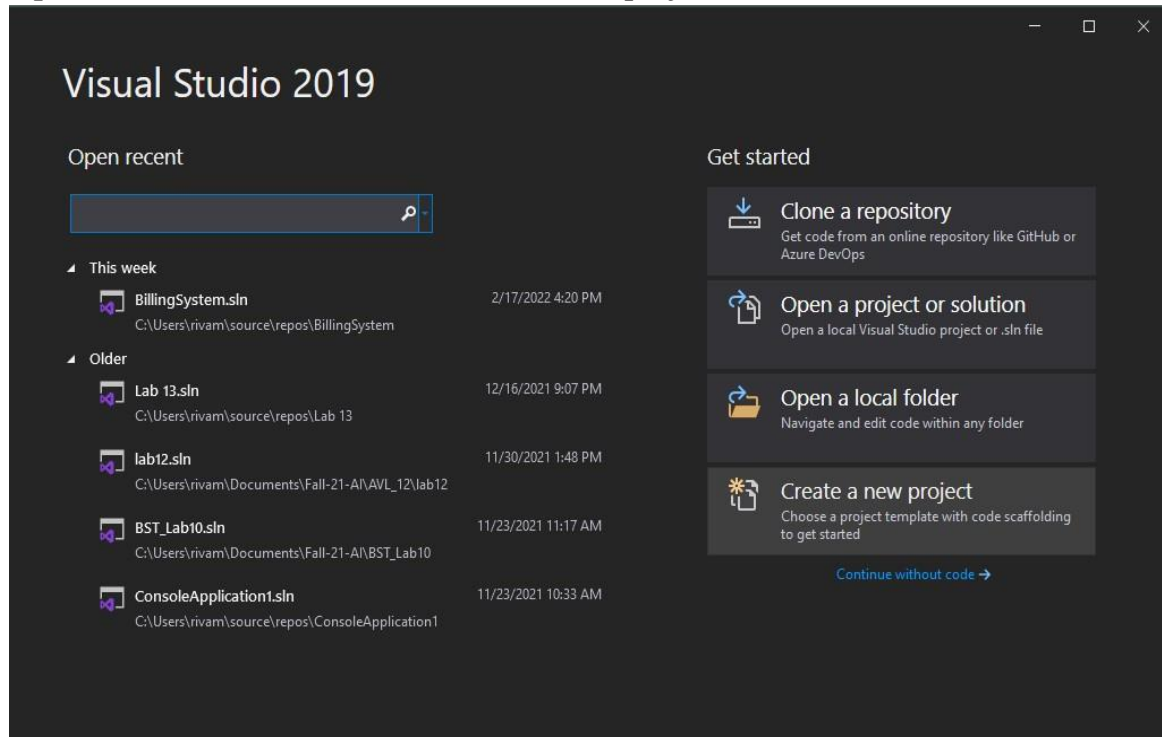 Visual Studio 2019
Open recent
This week
BillingSystem.sln 2/17/2022 4:20 PM
C:\Users\rivam\source\repos\BillingSystem
Older
Lab 13.sln 12/16/2021 9:07 PM
C:\Users\rivam\source\repos\Lab 13
lab12.sln 11/30/2021 1:48 PM
C:\Users\rivam\Documents\Fall-21-AI\AVL_12\lab12
BST_Lab10.sln 11/23/2021 11:17 AM
C:\Users\rivam\Documents\Fall-21-AI\BST_Lab10
ConsoleApplication1.sln 11/23/2021 10:33 AM
C:\Users\rivam\source\repos\ConsoleApplication1
Get started
Clone a repository
Get code from an online repository like GitHub or
Azure DevOps
Open a project or solution
Open a local Visual Studio project or .sln file
Open a local folder
Navigate and edit code within any folder
Create a new project
Choose a project template with code scaffolding
to get started
Continue without code →